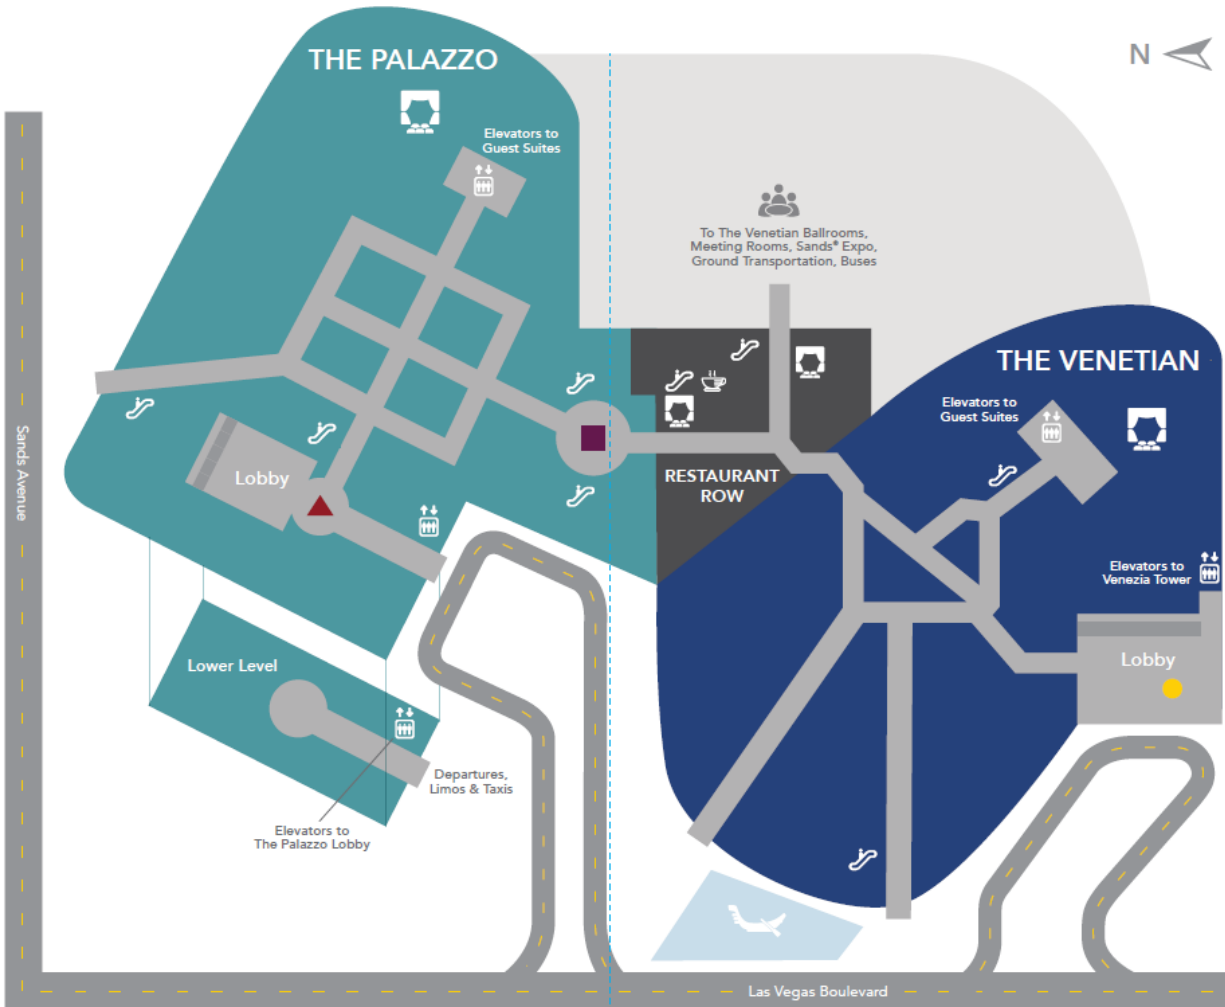 THE PALAZZO
N
Elevators to
Guest Suites
To The Venetian Ballrooms,
Meeting Rooms, Sands® Expo,
Ground Transportation, Buses
THE VENETIAN
Elevators to
Guest Suites
Sands Avenue
Lobby
RESTAURANT
ROW
Elevators to
Venezia Tower
Lobby
Lower Level
Departures,
Limos & Taxis
Elevators to
The Palazzo Lobby
Las Vegas Boulevard